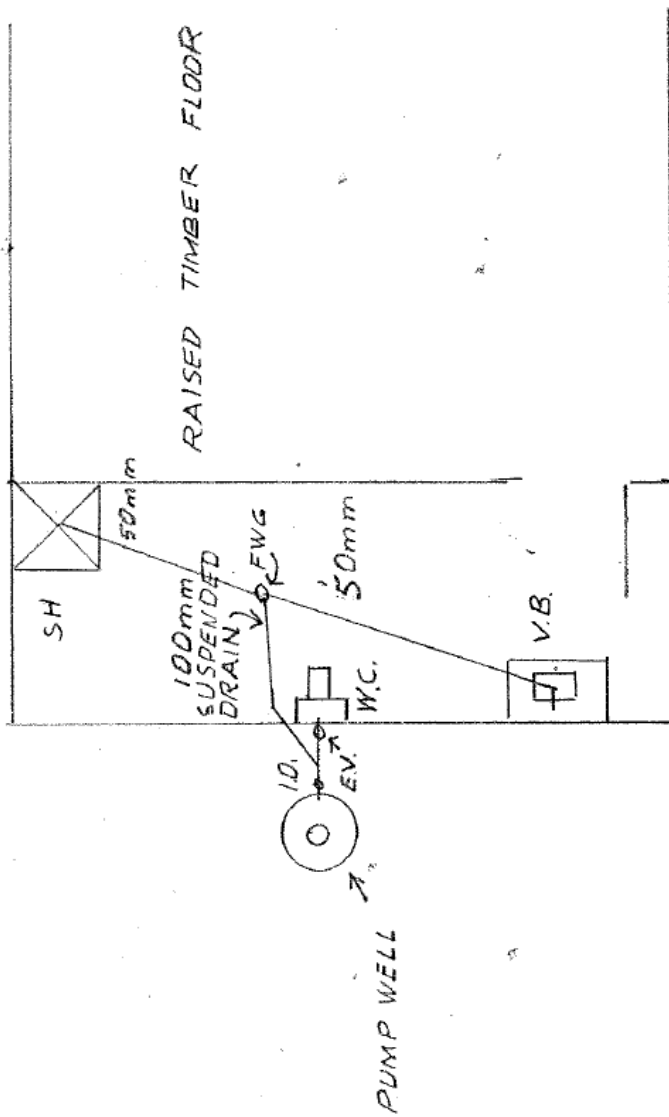 RAISED TIMBER FLOOR
SH
50mm
100mm
SUSPENDED
DRAIN
FWG
50mm
W.C.
V.B.
I.D.
E.V.
PUMP WELL